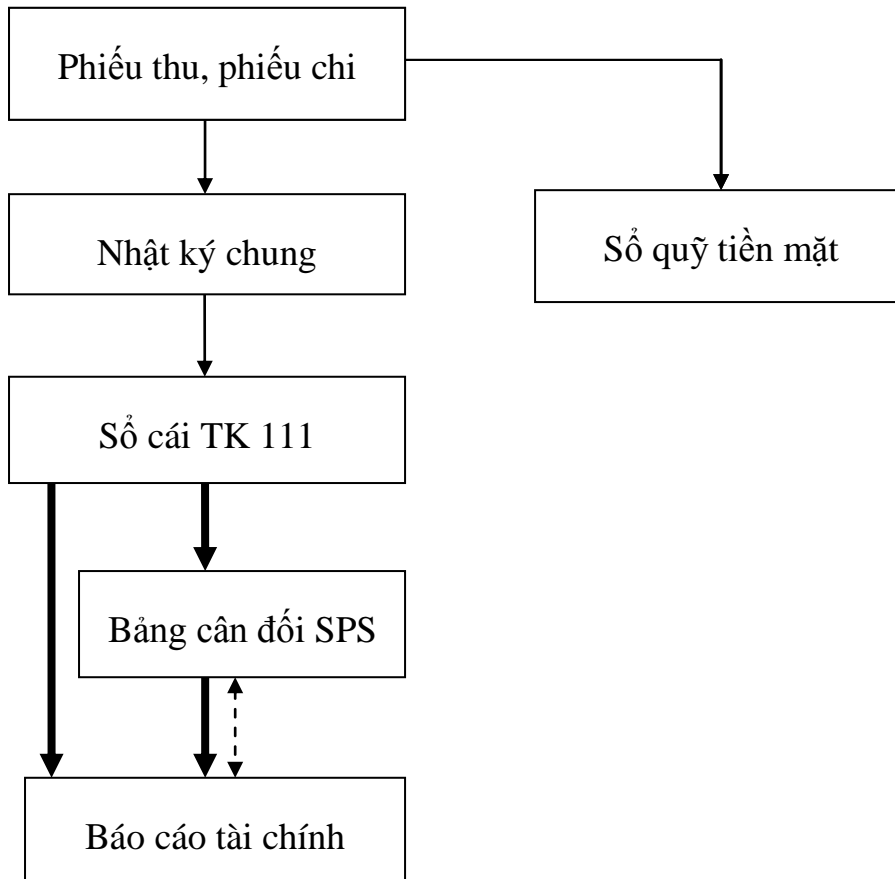 Phiếu thu, phiếu chi
Nhật ký chung
Sổ quỹ tiền mặt
Sổ cái TK 111
Bảng cân đối SPS
Báo cáo tài chính